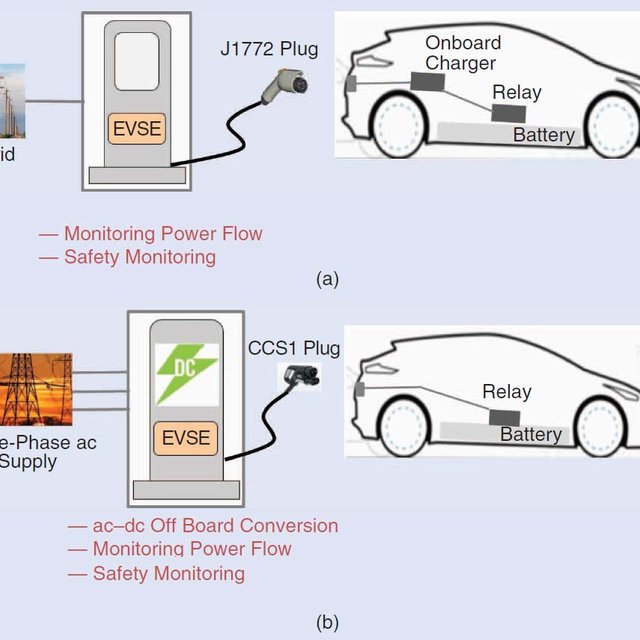 J1772 Plug
Onboard
Charger
Relay
EVSE
Battery
id
— Monitoring Power Flow
— Safety Monitoring
(a)
CCS1 Plug
DC
Relay
EVSE
Battery
e-Phase ac
Supply
— ac–dc Off Board Conversion
— Monitoring Power Flow
— Safety Monitoring
(b)